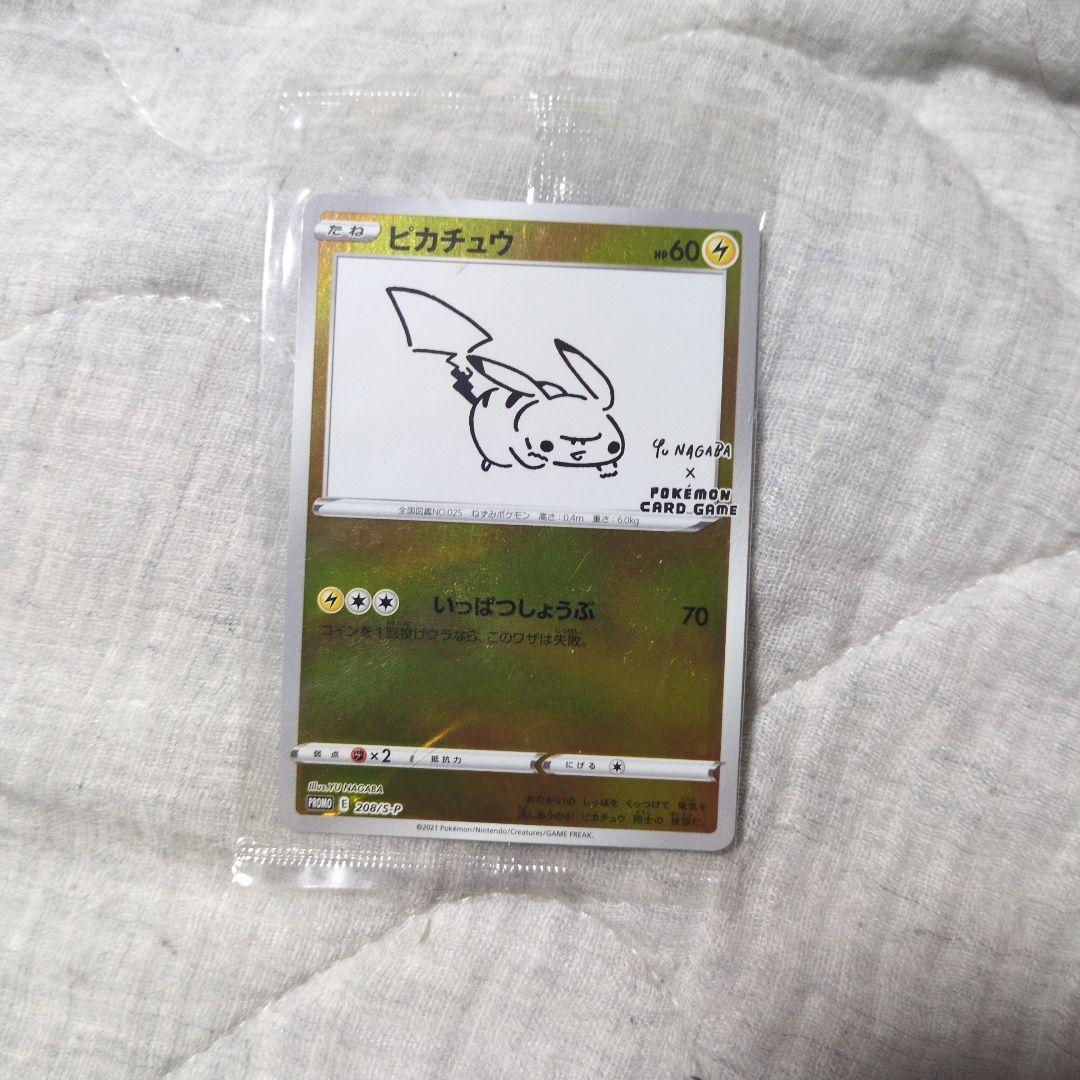 たね ピカチュウ HP60
Yu NAGABA
×
POKÉMON
CARD GAME
全国図鑑NO.025 ねずみポケモン 高さ:0.4m 重さ:6.0kg
いっぱつしょうぶ 70
コインを1回投げウラなら、このワザは失敗。
弱点 ×2 抵抗力 にげる
Illus.YU NAGABA
PROMO E 208/S-P
おたがいの しっぽを くっつけて 電気を
流しあうのが ピカチュウ 同士の 挨拶だ。
©2021 Pokémon/Nintendo/Creatures/GAME FREAK.